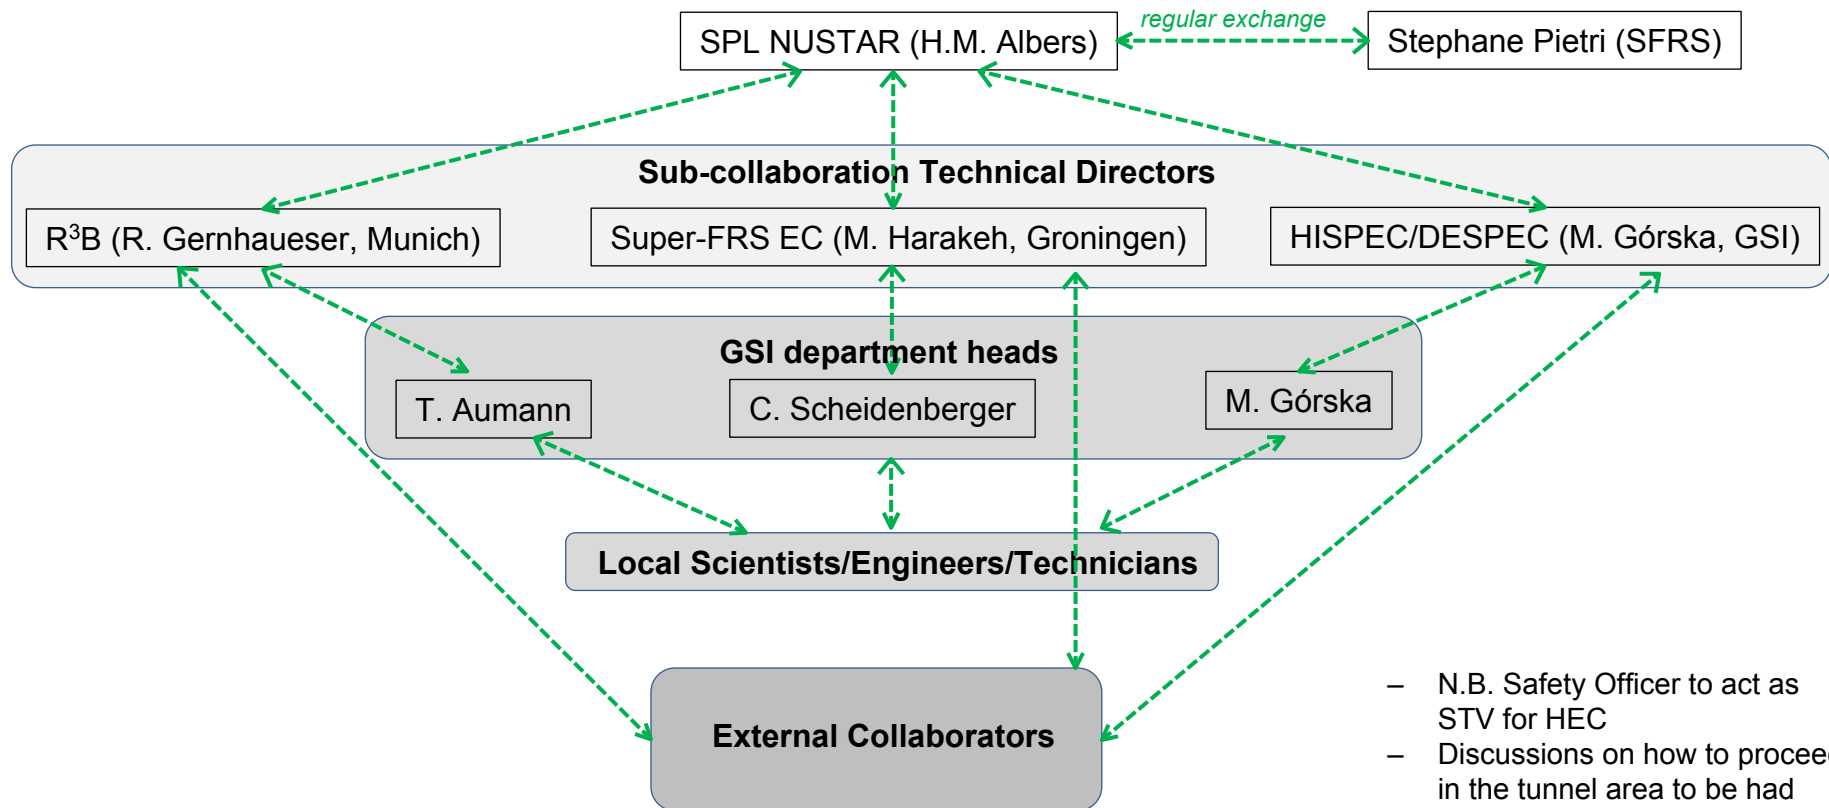 SPL NUSTAR (H.M. Albers)
regular exchange
Stephane Pietri (SFRS)
Sub-collaboration Technical Directors
R³B (R. Gernhaueser, Munich)
Super-FRS EC (M. Harakeh, Groningen)
HISPEC/DESPEC (M. Górska, GSI)
GSI department heads
T. Aumann
C. Scheidenberger
M. Górska
Local Scientists/Engineers/Technicians
External Collaborators
– N.B. Safety Officer to act as
STV for HEC
– Discussions on how to proceed
in the tunnel area to be had